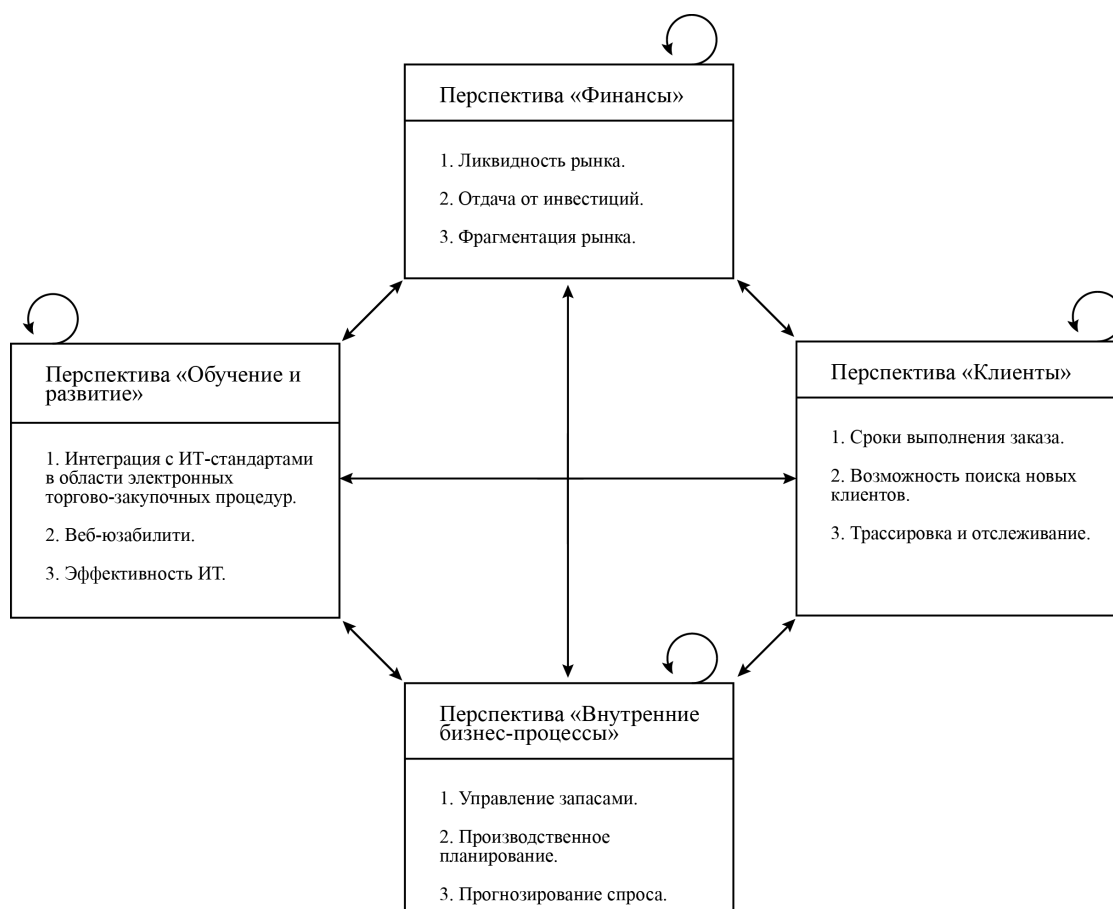 Перспектива «Финансы»
1. Ликвидность рынка.
2. Отдача от инвестиций.
3. Фрагментация рынка.
Перспектива «Обучение и
развитие»
1. Интеграция с ИТ-стандартами
в области электронных
торгово-закупочных процедур.
2. Веб-юзабилити.
3. Эффективность ИТ.
Перспектива «Клиенты»
1. Сроки выполнения заказа.
2. Возможность поиска новых
клиентов.
3. Трассировка и отслеживание.
Перспектива «Внутренние
бизнес-процессы»
1. Управление запасами.
2. Производственное
планирование.
3. Прогнозирование спроса.